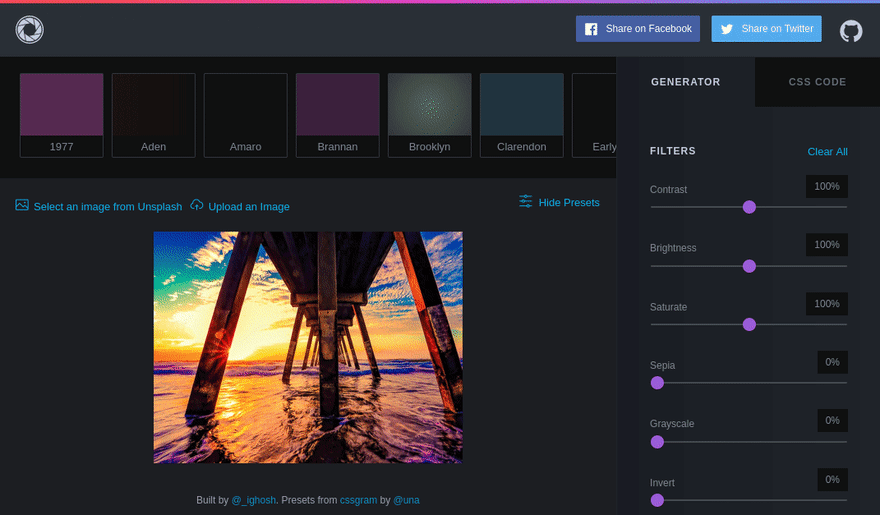 Share on Facebook
Share on Twitter
GENERATOR
CSS CODE
1977
Aden
Amaro
Brannan
Brooklyn
Clarendon
Early
FILTERS
Clear All
Select an image from Unsplash
Upload an Image
Hide Presets
Contrast
100%
Brightness
100%
Saturate
100%
Sepia
0%
Grayscale
0%
Invert
0%
Built by @_ighosh. Presets from cssgram by @una